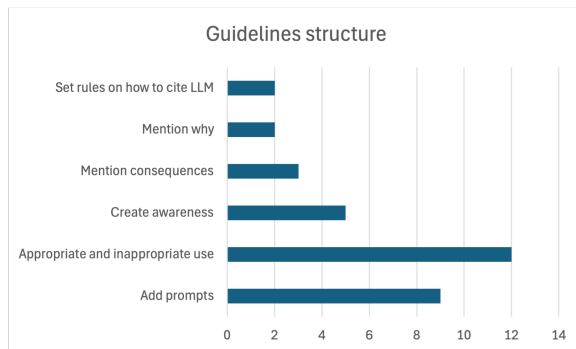 Guidelines structure
Set rules on how to cite LLM
Mention why
Mention consequences
Create awareness
Appropriate and inappropriate use
Add prompts
0 2 4 6 8 10 12 14